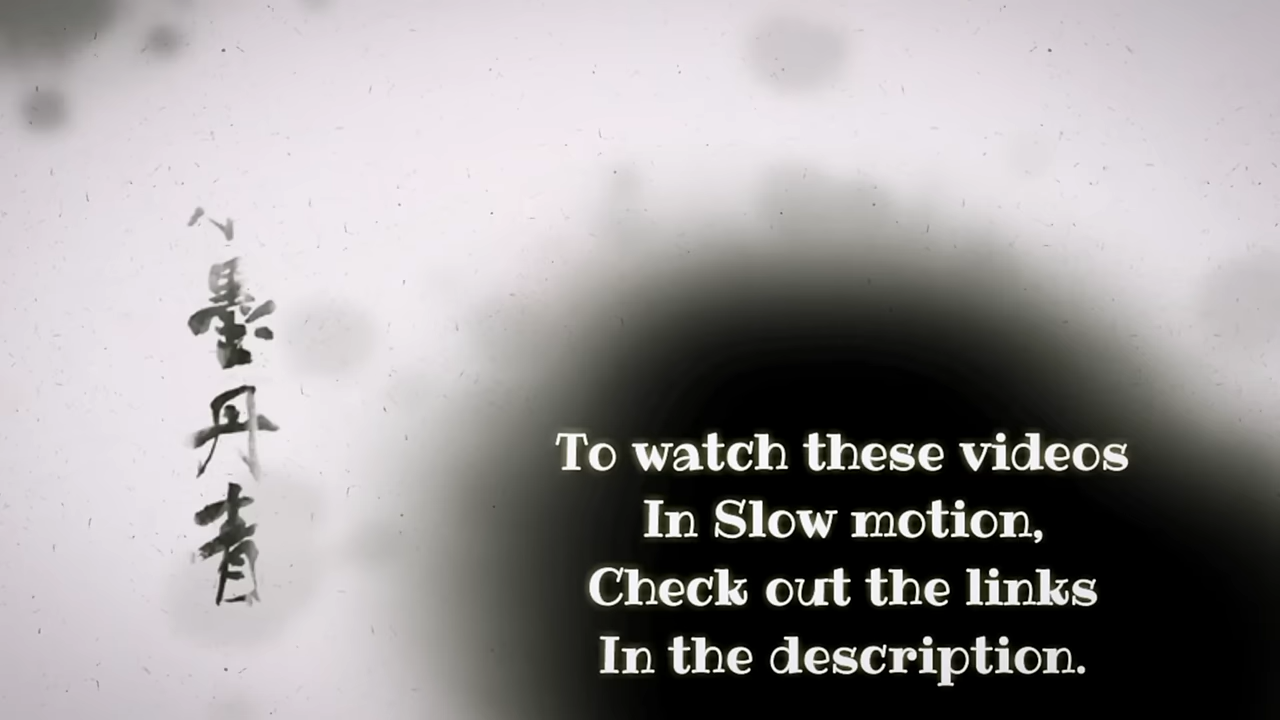 墨丹青
To watch these videos
In Slow motion,
Check out the links
In the description.